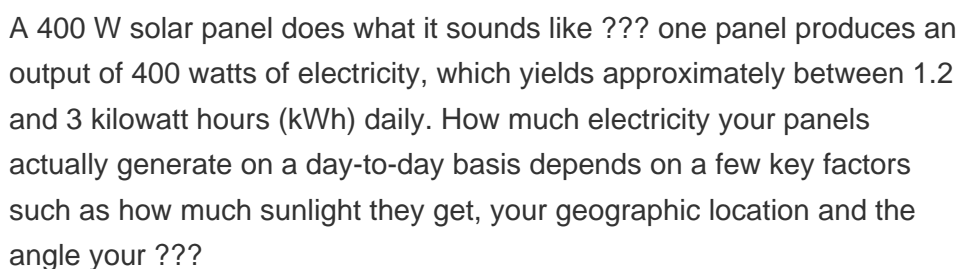 A 400 W solar panel does what it sounds like ??? one panel produces an
output of 400 watts of electricity, which yields approximately between 1.2
and 3 kilowatt hours (kWh) daily. How much electricity your panels
actually generate on a day-to-day basis depends on a few key factors
such as how much sunlight they get, your geographic location and the
angle your ???